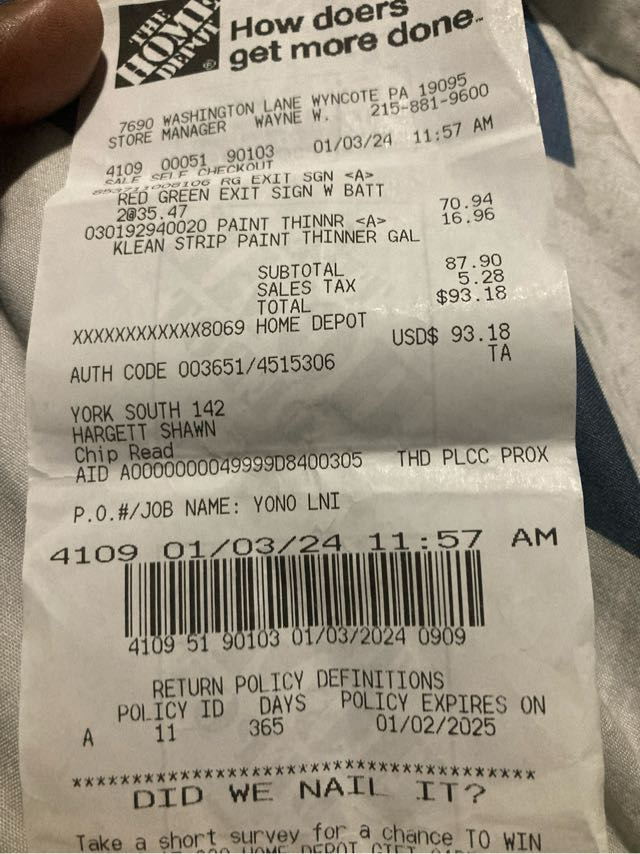 THE
HOME
DEPOT
How doers
get more done.™
7690 WASHINGTON LANE WYNCOTE PA 19095
STORE MANAGER WAYNE W. 215-881-9600
4109 00051 90103 01/03/24 11:57 AM
SALE SELF CHECKOUT
RG EXIT SGN <A>
RED GREEN EXIT SIGN W BATT
2@35.47 70.94
030192940020 PAINT THINNR <A> 16.96
KLEAN STRIP PAINT THINNER GAL
SUBTOTAL 87.90
SALES TAX 5.28
TOTAL $93.18
XXXXXXXXXXXX8069 HOME DEPOT
USD$ 93.18
AUTH CODE 003651/4515306 TA
YORK SOUTH 142
HARGETT SHAWN
Chip Read
AID A0000000049999D8400305 THD PLCC PROX
P.O.#/JOB NAME: YONO LNI
4109 01/03/24 11:57 AM
4109 51 90103 01/03/2024 0909
RETURN POLICY DEFINITIONS
POLICY ID DAYS POLICY EXPIRES ON
A 11 365 01/02/2025
****************************************
DID WE NAIL IT?
Take a short survey for a chance TO WIN
HOME DEPOT